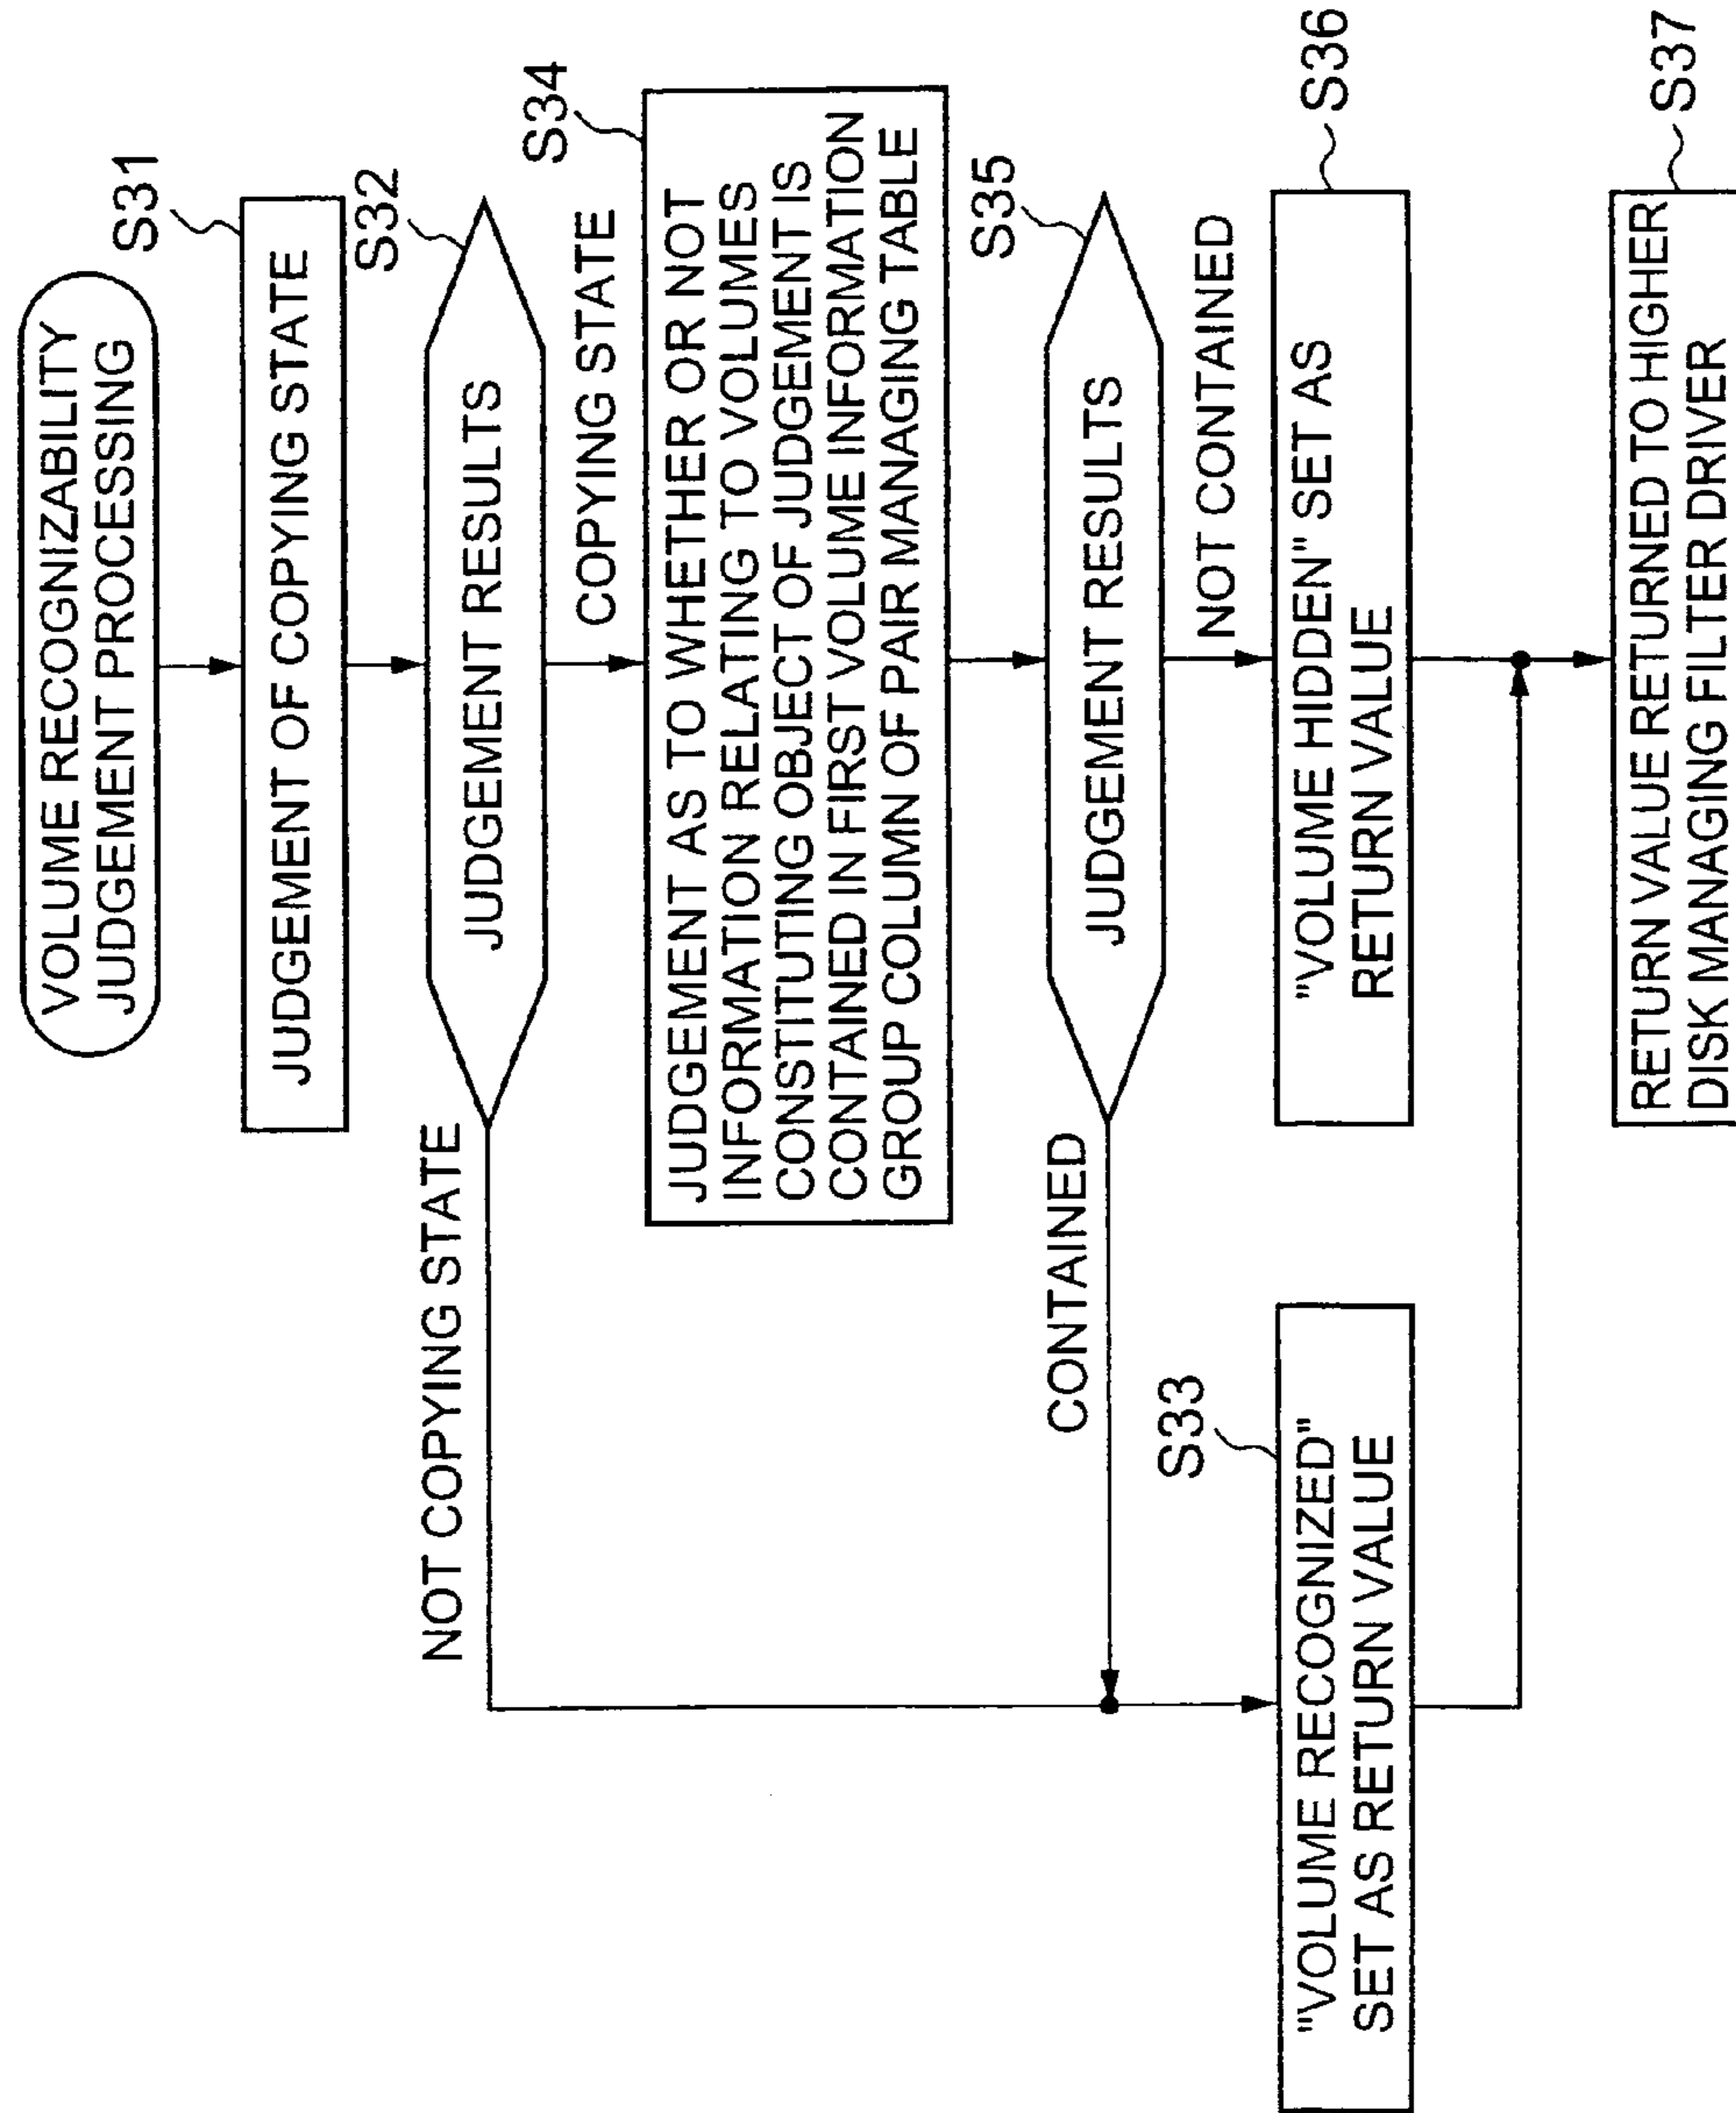 VOLUME RECOGNIZABILITY
JUDGEMENT PROCESSING
S31
JUDGEMENT OF COPYING STATE
S32
JUDGEMENT RESULTS
NOT COPYING STATE
COPYING STATE
S34
JUDGEMENT AS TO WHETHER OR NOT
INFORMATION RELATING TO VOLUMES
CONSTITUTING OBJECT OF JUDGEMENT IS
CONTAINED IN FIRST VOLUME INFORMATION
GROUP COLUMN OF PAIR MANAGING TABLE
S35
JUDGEMENT RESULTS
CONTAINED
NOT CONTAINED
S33
"VOLUME RECOGNIZED"
SET AS RETURN VALUE
S36
"VOLUME HIDDEN" SET AS
RETURN VALUE
S37
RETURN VALUE RETURNED TO HIGHER
DISK MANAGING FILTER DRIVER